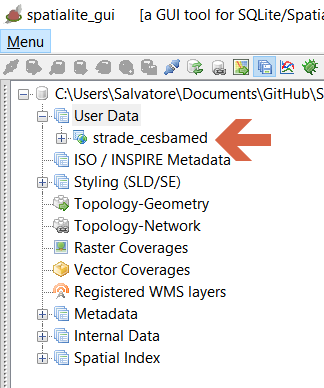 spatialite_gui [a GUI tool for SQLite/Spati
Menu
C:\Users\Salvatore\Documents\GitHub\S
User Data
strade_cesbamed
ISO / INSPIRE Metadata
Styling (SLD/SE)
Topology-Geometry
Topology-Network
Raster Coverages
Vector Coverages
Registered WMS layers
Metadata
Internal Data
Spatial Index